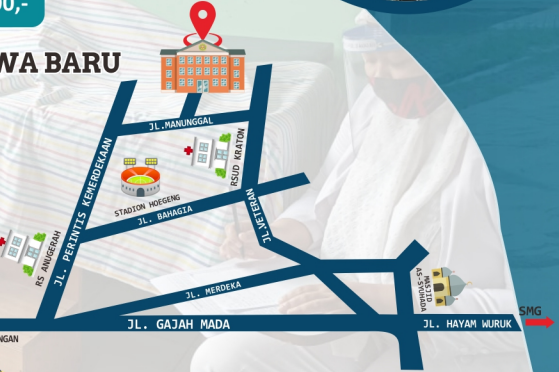 00,-
WA BARU
JL.MANUNGGAL
RSUD KRATON
STADION HOEGENG
JL. BAHAGIA
JL. PERINTIS KEMERDEKAAN
JL.VETERAN
RS ANUGERAH
JL. MERDEKA
MASJID
AS-SYUHADA
SMG
JL. GAJAH MADA
JL. HAYAM WURUK
NGAN